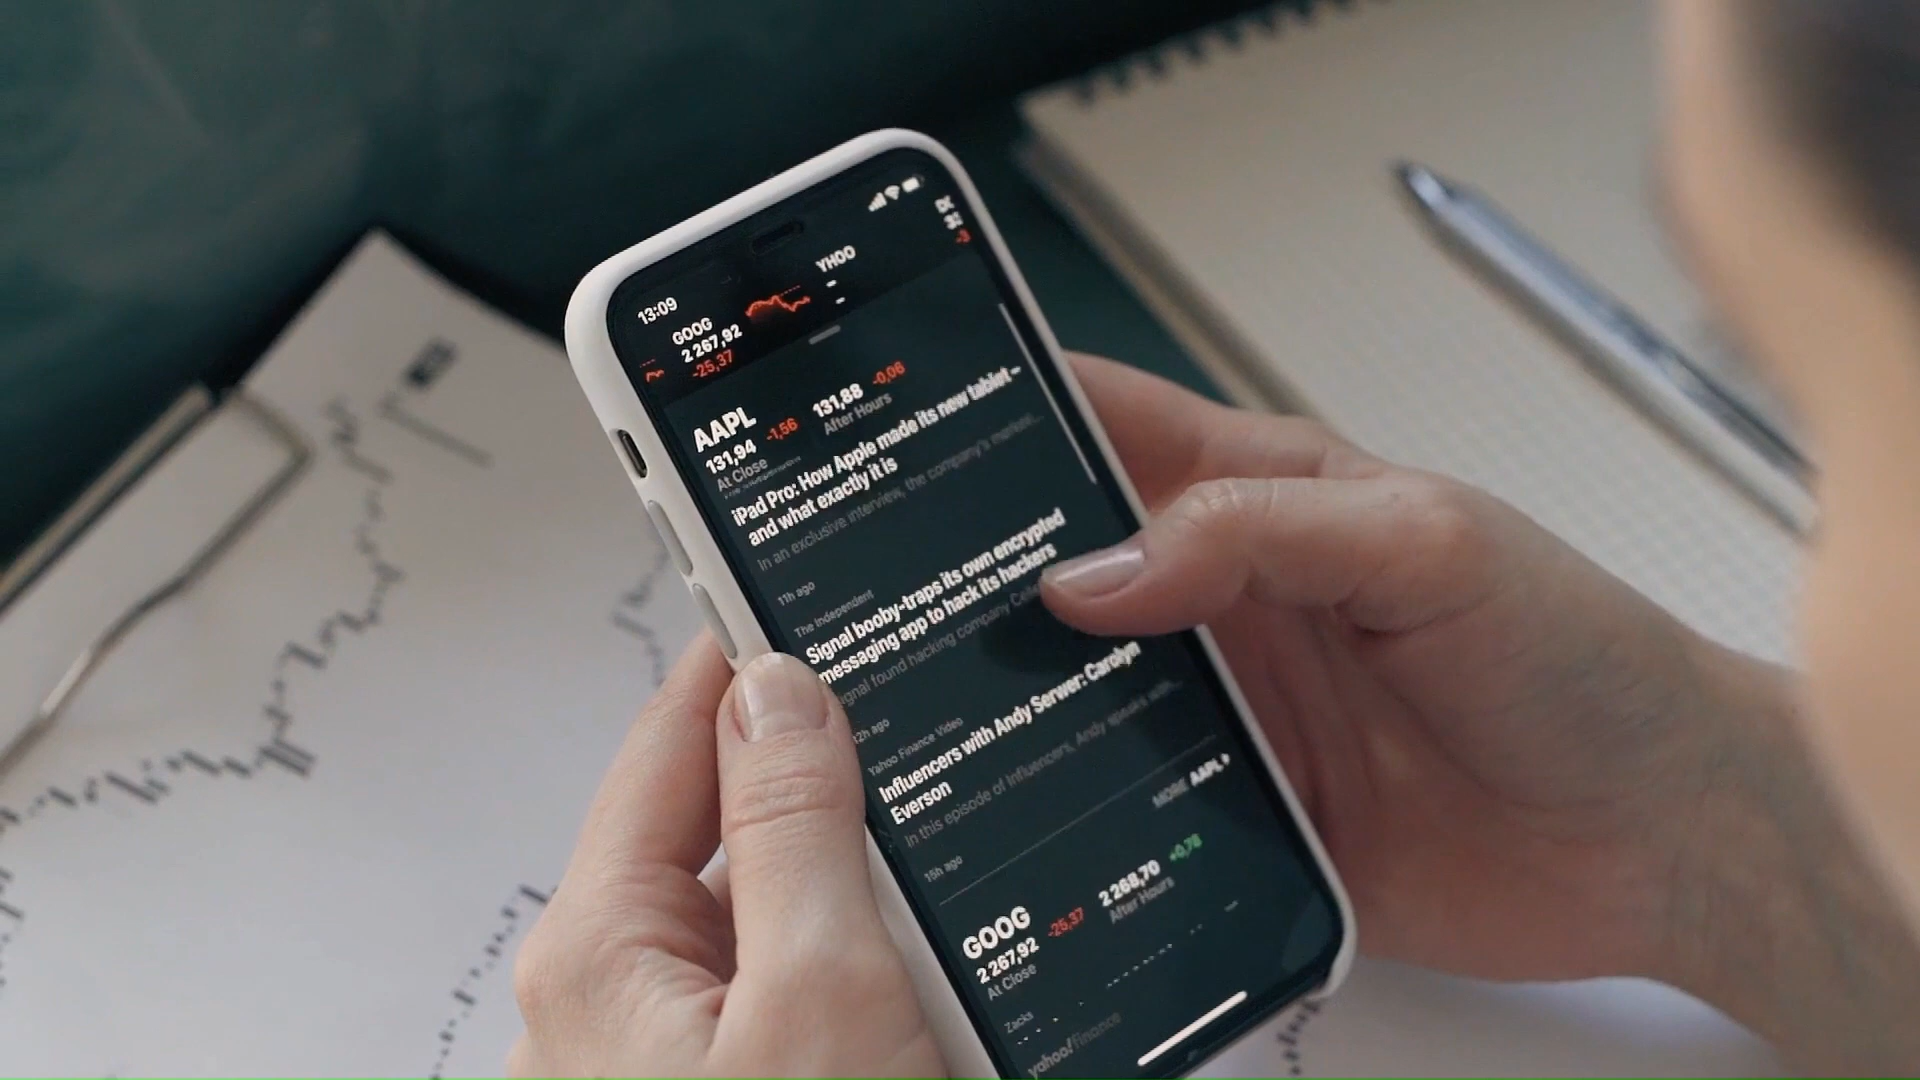 13:09
GOOG
2 267,92
-25,37
YHOO
-
-
AAPL
131,94
-1,56
At Close
131,88
-0,06
After Hours
iPad Pro: How Apple made its new tablet –
and what exactly it is
In an exclusive interview, the company's market...
11h ago
The Independent
Signal booby-traps its own encrypted
messaging app to hack its hackers
ignal found hacking company Celle
12h ago
Yahoo Finance Video
Influencers with Andy Serwer: Carolyn
Everson
In this episode of Influencers, Andy speaks with...
15h ago
MORE AAPL
GOOG
2 267,92
-25,37
At Close
2 268,70
+0,78
After Hours
Zacks
yahoo/finance